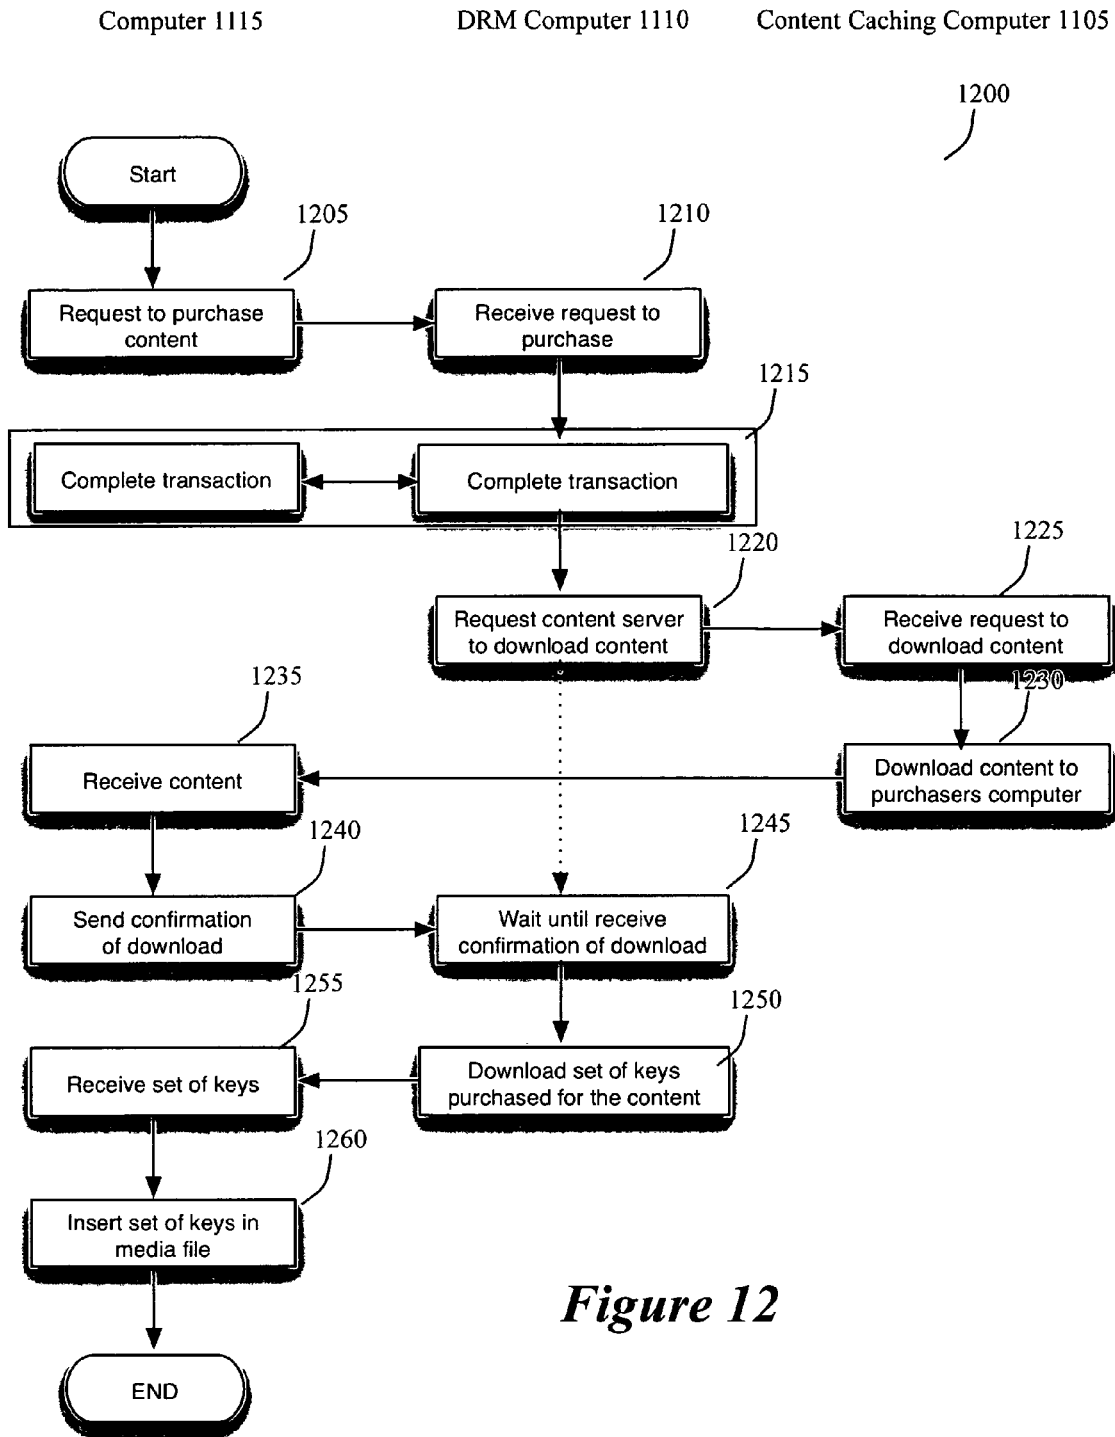 Computer 1115
DRM Computer 1110
Content Caching Computer 1105
1200
Start
1205
1210
Request to purchase
content
Receive request to
purchase
1215
Complete transaction
Complete transaction
1220
1225
Request content server
to download content
Receive request to
download content
1235
1230
Receive content
Download content to
purchasers computer
1240
1245
Send confirmation
of download
Wait until receive
confirmation of download
1255
1250
Receive set of keys
Download set of keys
purchased for the content
1260
Insert set of keys in
media file
Figure 12
END